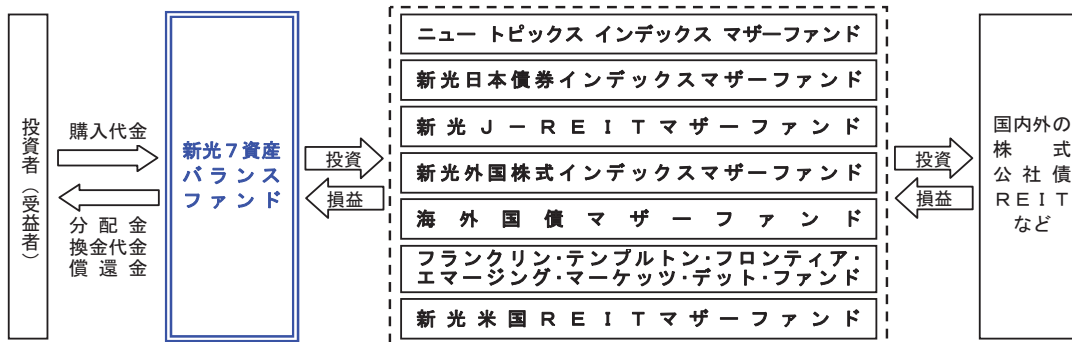 投資者（受益者）
購入代金
分配金
換金代金
償還金
新光７資産
バランス
ファンド
投資
損益
ニュー トピックス インデックス マザーファンド
新光日本債券インデックスマザーファンド
新光Ｊ－ＲＥＩＴマザーファンド
新光外国株式インデックスマザーファンド
海外国債マザーファンド
フランクリン・テンプルトン・フロンティア・
エマージング・マーケッツ・デット・ファンド
新光米国ＲＥＩＴマザーファンド
投資
損益
国内外の
株式
公社債
ＲＥＩＴ
など